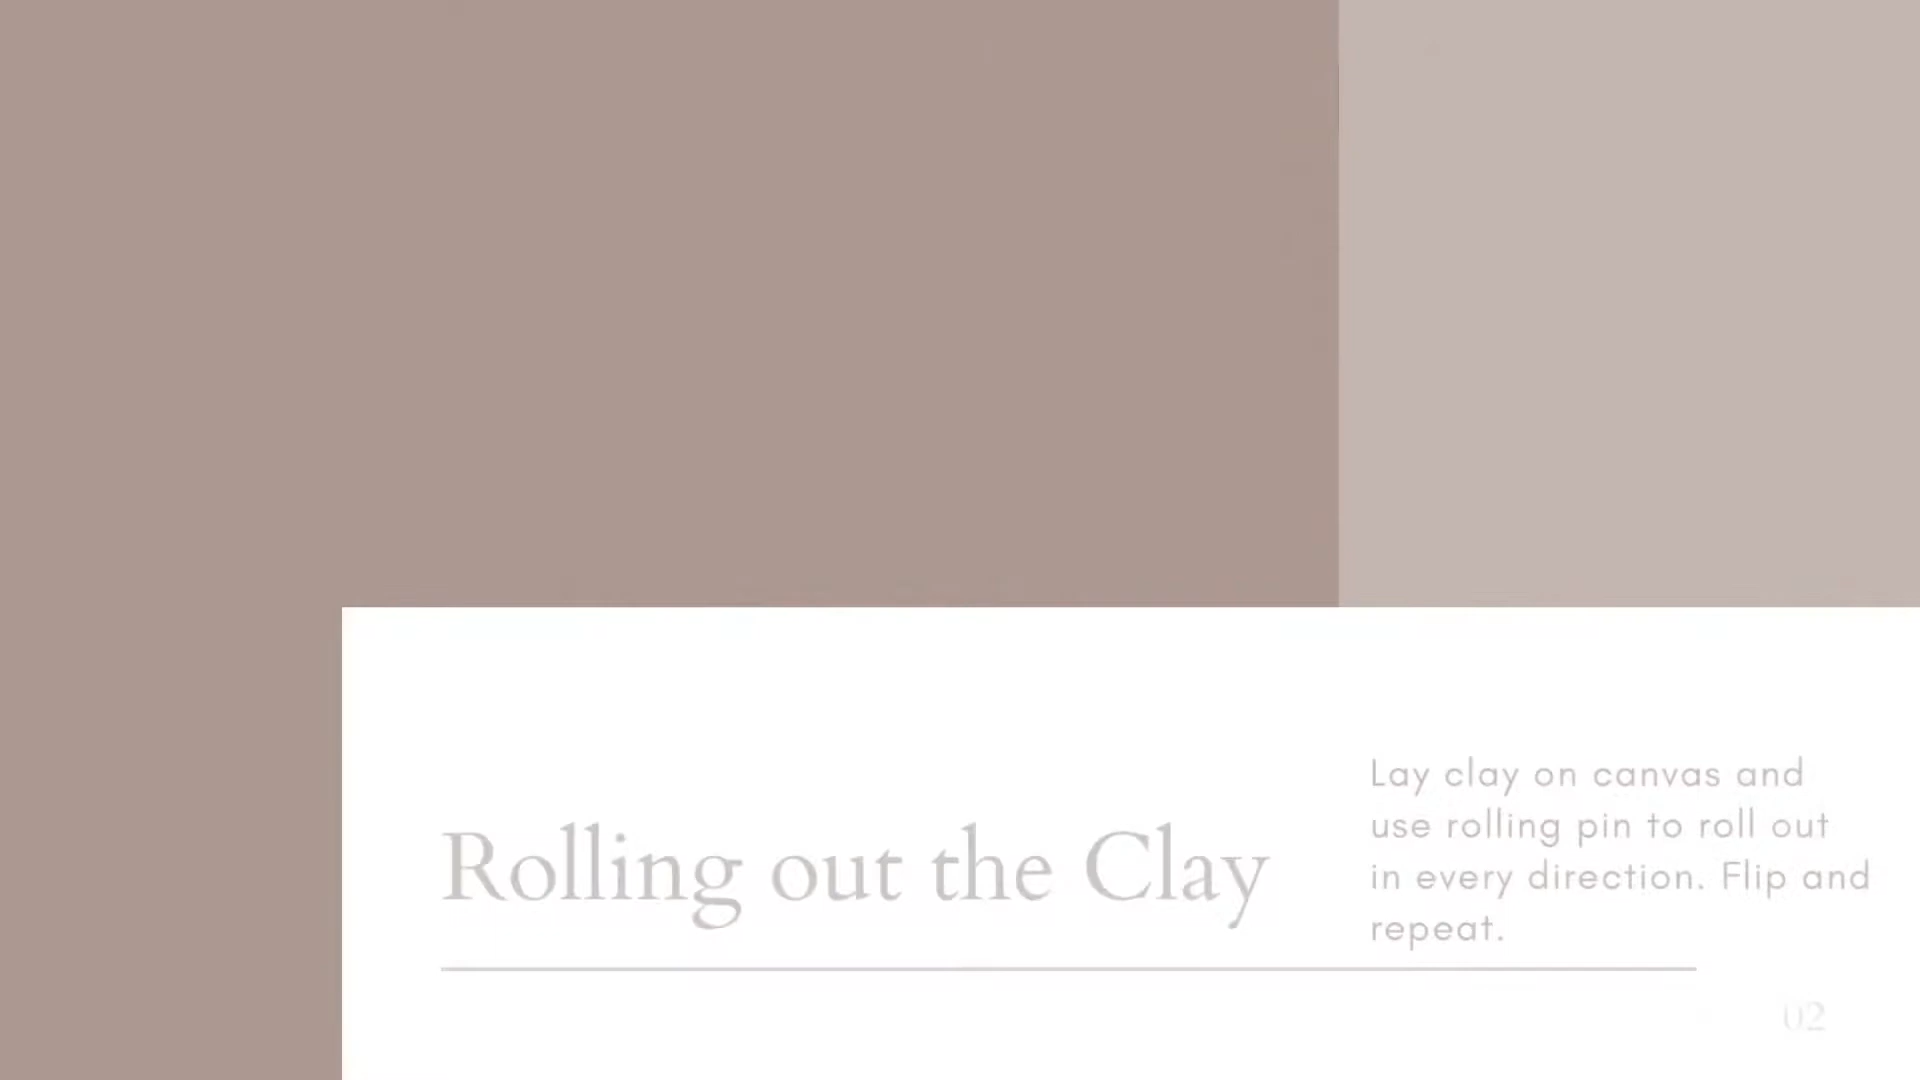 Rolling out the Clay
Lay clay on canvas and
use rolling pin to roll out
in every direction. Flip and
repeat.
02